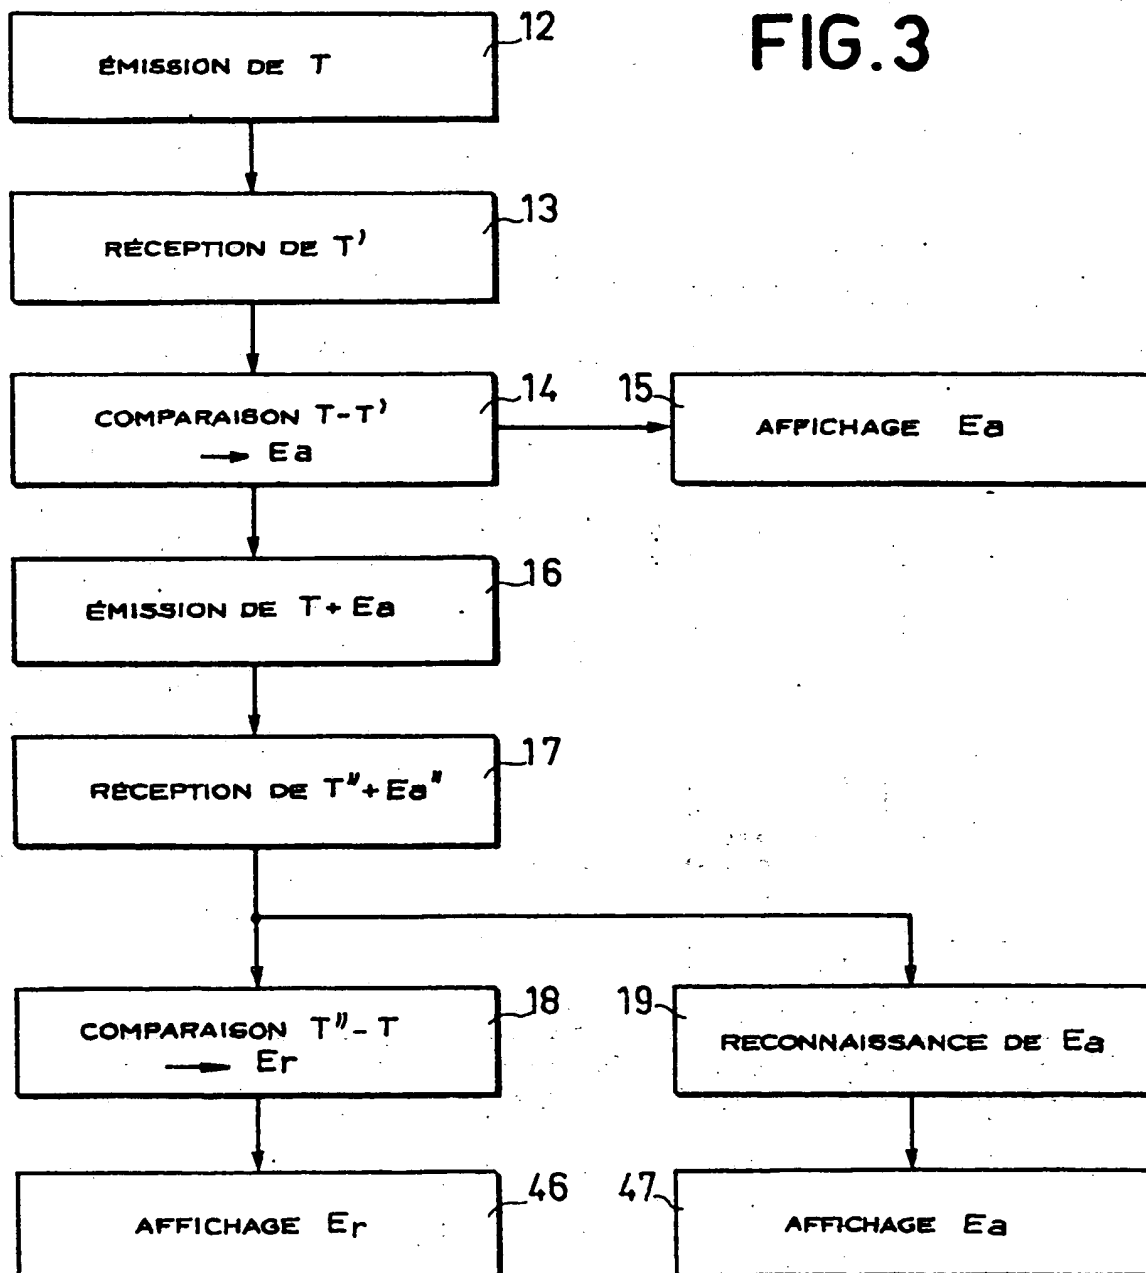 FIG.3
12
ÉMISSION DE T
13
RÉCEPTION DE T'
14
COMPARAISON T-T'
→ Ea
15
AFFICHAGE Ea
16
ÉMISSION DE T+Ea
17
RÉCEPTION DE T"+Ea"
18
COMPARAISON T"-T
→ Er
19
RECONNAISSANCE DE Ea
46
AFFICHAGE Er
47
AFFICHAGE Ea